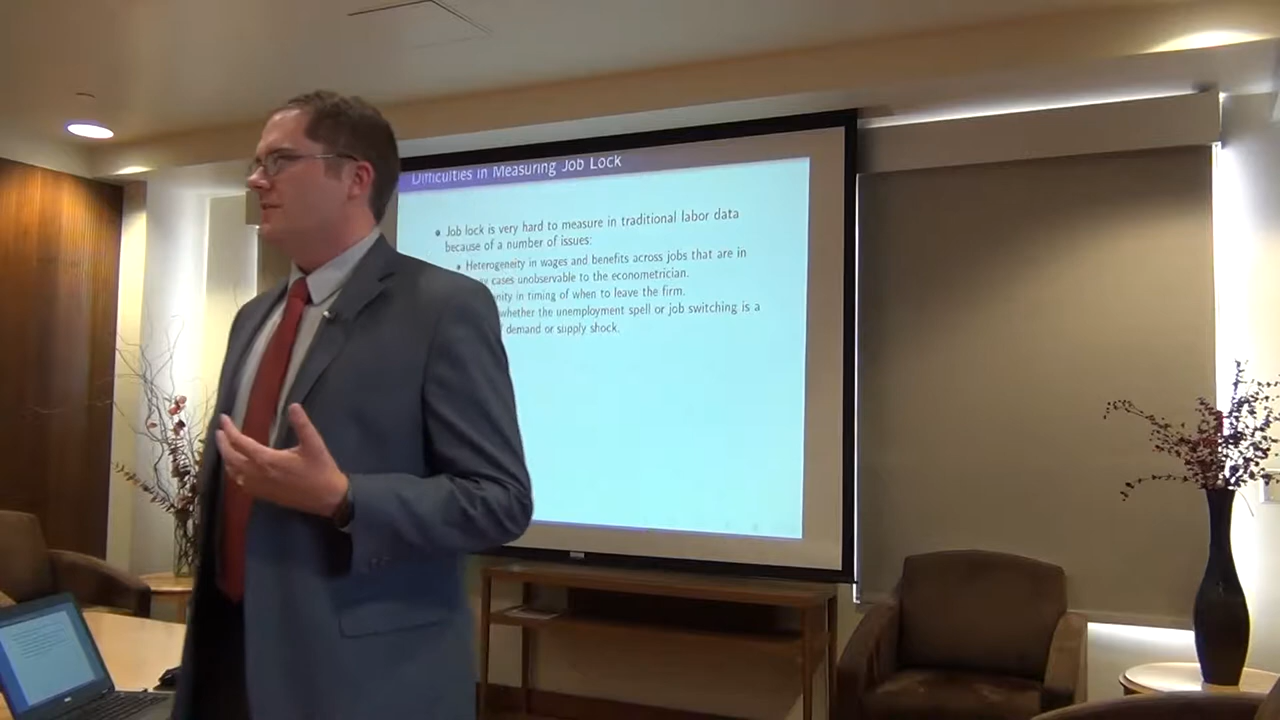 Difficulties in Measuring Job Lock
Job lock is very hard to measure in traditional labor data
because of a number of issues:
Heterogeneity in wages and benefits across jobs that are in
cases unobservable to the econometrician.
in timing of when to leave the firm.
whether the unemployment spell or job switching is a
demand or supply shock.